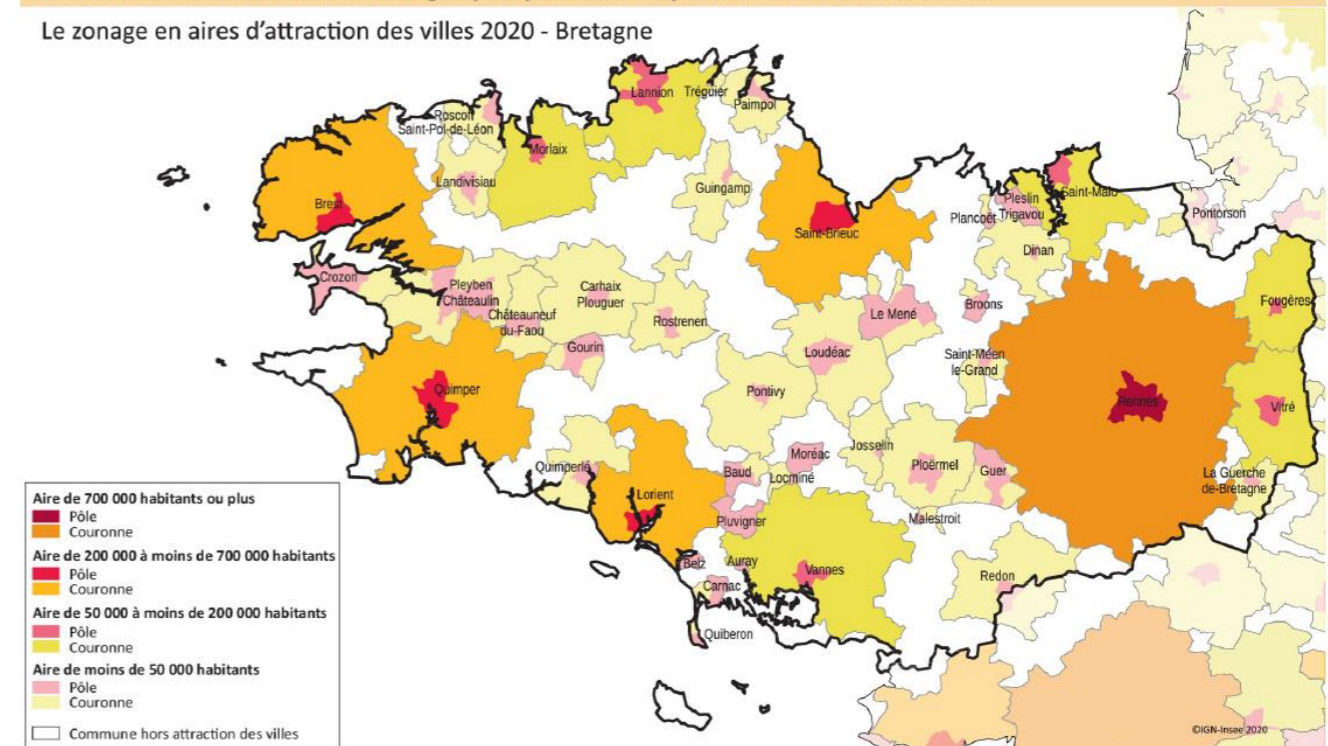 Le zonage en aires d'attraction des villes 2020 - Bretagne
Lannion
Tréguier
Paimpol
Roscoff
Saint-Pol-de-Léon
Morlaix
Landivisiau
Guingamp
Brest
Saint-Brieuc
Saint-Malo
Pleslin
Trigavou
Plancoët
Pontorson
Dinan
Crozon
Pleyben
Châteaulin
Carhaix
Plouguer
Châteauneuf
du-Faou
Rostrenen
Le Mené
Broons
Fougères
Gourin
Loudéac
Saint-Méen
le-Grand
Quimper
Pontivy
Rennes
Vitré
Josselin
Moréac
Ploërmel
Guer
Quimperlé
Baud
Locminé
La Guerche
de-Bretagne
Lorient
Pluvigner
Malestroit
Belz
Auray
Vannes
Redon
Carnac
Quiberon
Aire de 700 000 habitants ou plus
Pôle
Couronne
Aire de 200 000 à moins de 700 000 habitants
Pôle
Couronne
Aire de 50 000 à moins de 200 000 habitants
Pôle
Couronne
Aire de moins de 50 000 habitants
Pôle
Couronne
Commune hors attraction des villes
©IGN-Insee 2020